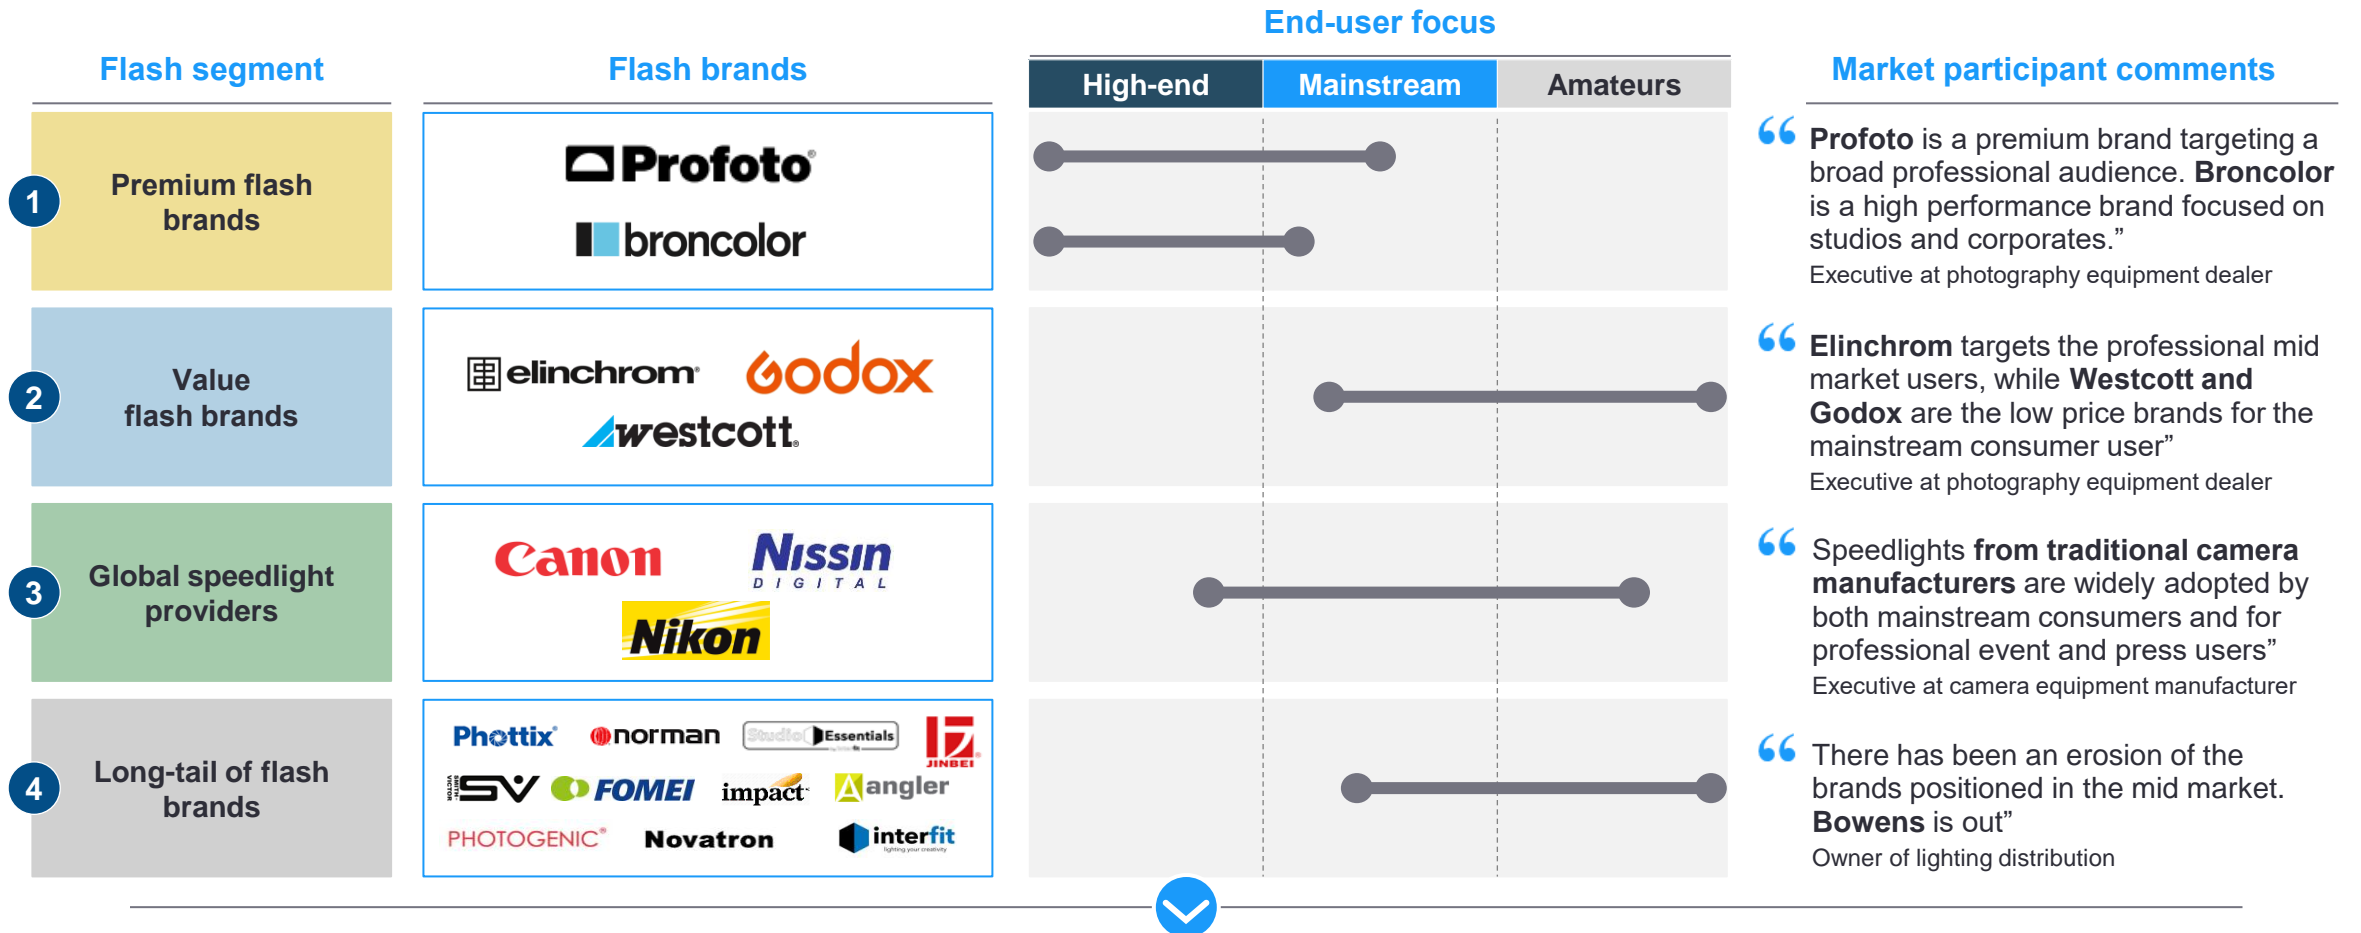 End-user focus
Flash segment
Flash brands
High-end
Mainstream
Amateurs
Market participant comments
1
Premium flash
brands
Profoto®
broncolor
“ Profoto is a premium brand targeting a
broad professional audience. Broncolor
is a high performance brand focused on
studios and corporates.”
Executive at photography equipment dealer
2
Value
flash brands
elinchrom®
Godox
westcott®
“ Elinchrom targets the professional mid
market users, while Westcott and
Godox are the low price brands for the
mainstream consumer user”
Executive at photography equipment dealer
3
Global speedlight
providers
Canon
Nissin
DIGITAL
Nikon
“ Speedlights from traditional camera
manufacturers are widely adopted by
both mainstream consumers and for
professional event and press users”
Executive at camera equipment manufacturer
4
Long-tail of flash
brands
Phottix®
norman
Studio Essentials
JINBEI®
SMITH-VICTOR
SV
FOMEI
impact
angler
PHOTOGENIC®
Novatron
interfit
lighting your creativity
“ There has been an erosion of the
brands positioned in the mid market.
Bowens is out”
Owner of lighting distribution